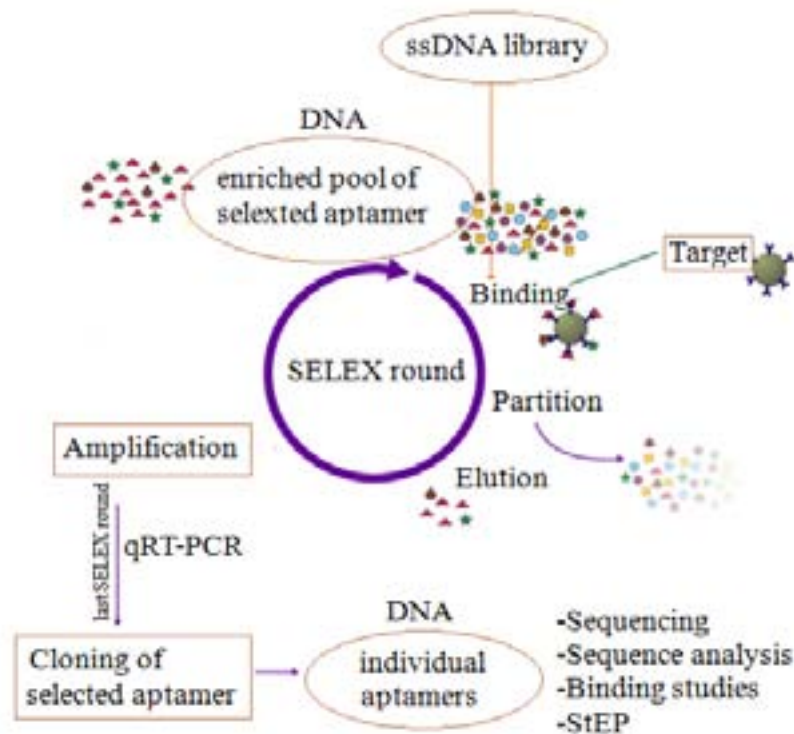 ssDNA library
DNA
enriched pool of
selexted aptamer
Target
Binding
SELEX round
Partition
Amplification
Elution
last SELEX round
qRT-PCR
DNA
Cloning of
selected aptamer
individual
aptamers
-Sequencing
-Sequence analysis
-Binding studies
-StEP